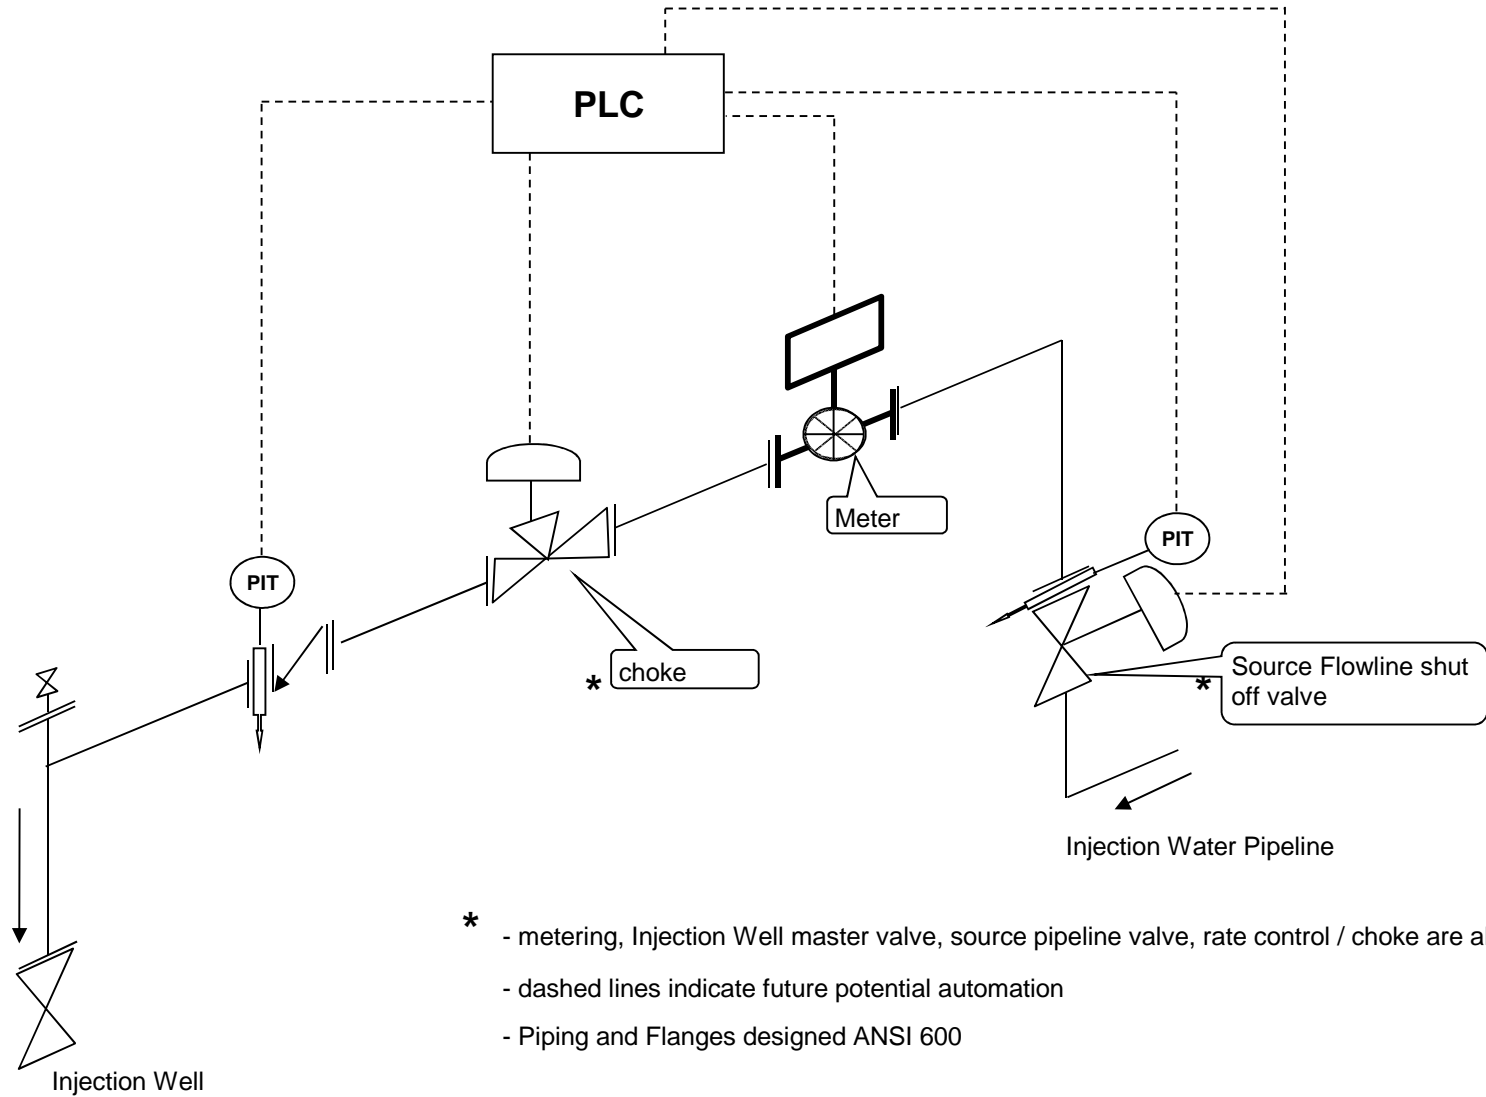 PLC
Meter
PIT
PIT
* choke
* Source Flowline shut
off valve
Injection Water Pipeline
* - metering, Injection Well master valve, source pipeline valve, rate control / choke are
- dashed lines indicate future potential automation
- Piping and Flanges designed ANSI 600
Injection Well